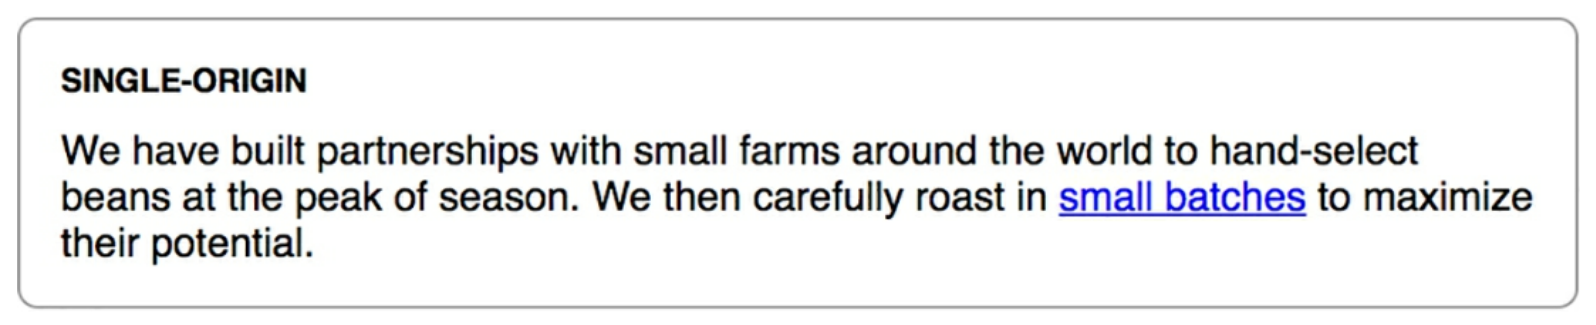 SINGLE-ORIGIN
We have built partnerships with small farms around the world to hand-select
beans at the peak of season. We then carefully roast in small batches to maximize
their potential.